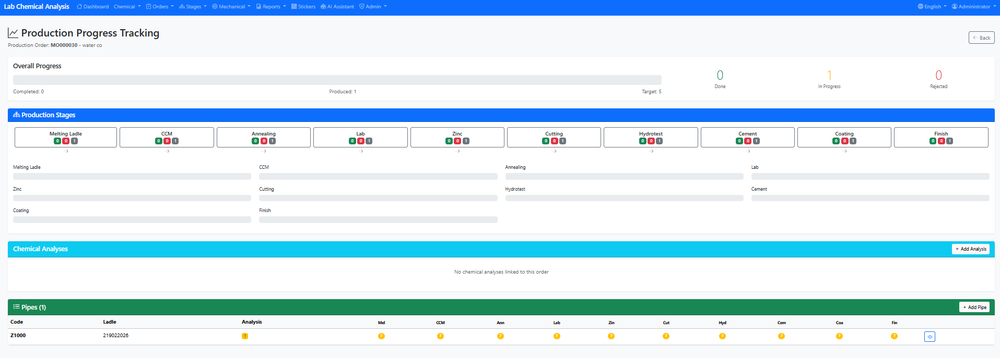 Lab Chemical Analysis Dashboard Chemical Orders Stages Mechanical Reports Stickers AI Assistant Admin English Administrator
Production Progress Tracking
Production Order: MO000030 - water co
Back
Overall Progress
0 1 0
Done In Progress Rejected
Completed: 0 Produced: 1 Target: 5
Production Stages
Melting Ladle CCM Annealing Lab Zinc Cutting Hydrotest Cement Coating Finish
0 0 1 0 0 1 0 0 1 0 0 1 0 0 1 0 0 1 0 0 1 0 0 1 0 0 1 0 0 1
Melting Ladle CCM Annealing Lab
Zinc Cutting Hydrotest Cement
Coating Finish
Chemical Analyses + Add Analysis
No chemical analyses linked to this order
Pipes (1) + Add Pipe
Code Ladle Analysis Mel CCM Ann Lab Zin Cut Hyd Cem Coa Fin
Z1000 219022026 ! ? ? ? ? ? ? ? ? ? ?